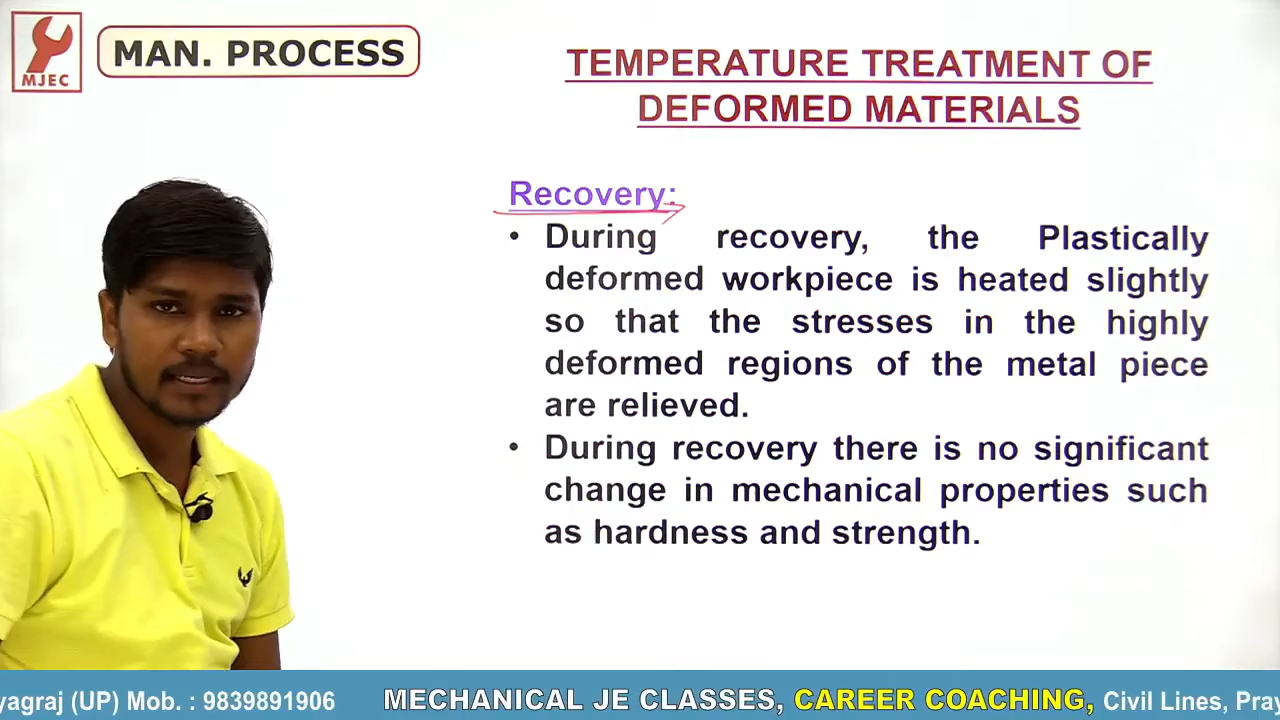 MJEC
MAN. PROCESS
TEMPERATURE TREATMENT OF
DEFORMED MATERIALS
Recovery:
• During recovery, the Plastically
deformed workpiece is heated slightly
so that the stresses in the highly
deformed regions of the metal piece
are relieved.
• During recovery there is no significant
change in mechanical properties such
as hardness and strength.
yagraj (UP) Mob. : 9839891906 MECHANICAL JE CLASSES, CAREER COACHING, Civil Lines, Pray